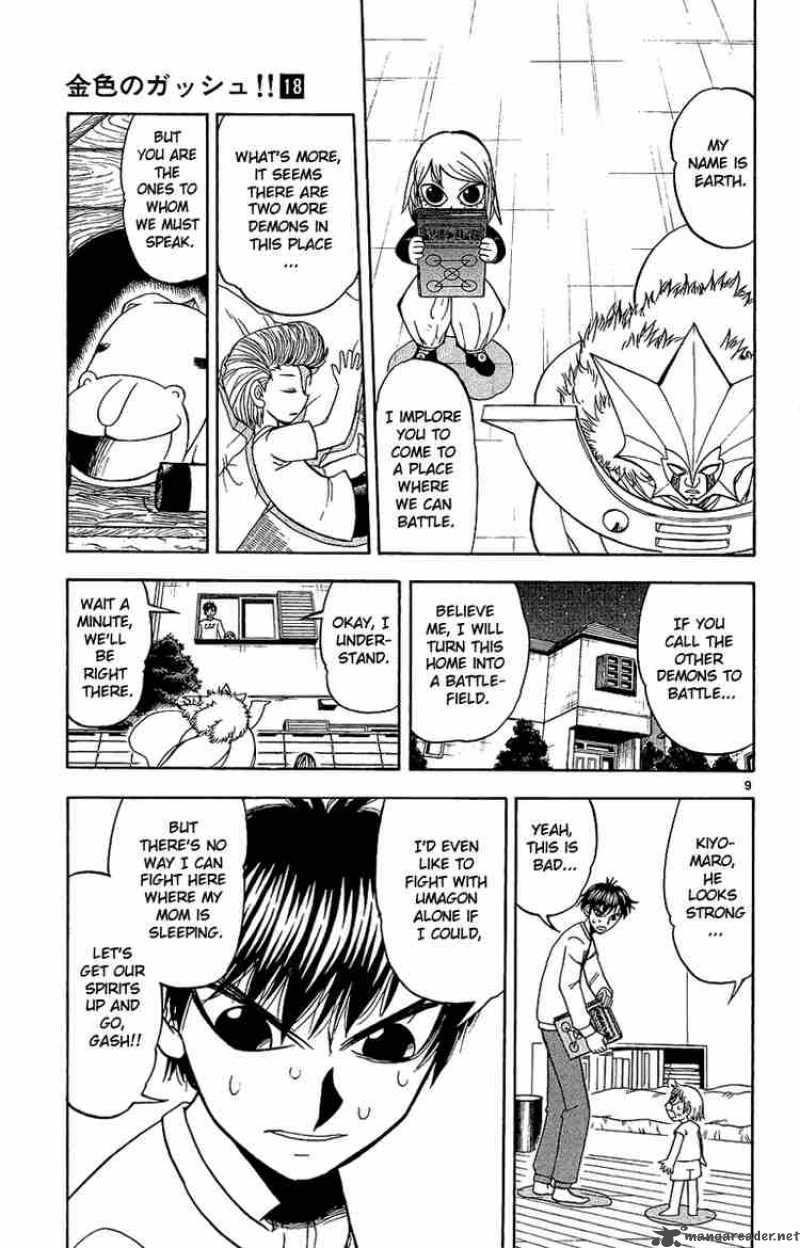 金色のガッシュ!! 18
MY
NAME IS
EARTH.
I IMPLORE
YOU TO
COME TO
A PLACE
WHERE
WE CAN
BATTLE.
WHAT'S MORE,
IT SEEMS
THERE ARE
TWO MORE
DEMONS IN
THIS PLACE
...
BUT
YOU ARE
THE
ONES TO
WHOM
WE MUST
SPEAK.
IF YOU
CALL THE
OTHER
DEMONS TO
BATTLE...
BELIEVE
ME, I WILL
TURN THIS
HOME INTO
A BATTLE-
FIELD.
OKAY, I
UNDER-
STAND.
WAIT A
MINUTE,
WE'LL
BE
RIGHT
THERE.
9
KIYO-
MARO,
HE
LOOKS
STRONG
...
YEAH,
THIS IS
BAD...
I'D EVEN
LIKE TO
FIGHT WITH
UMAGON
ALONE IF
I COULD,
BUT
THERE'S NO
WAY I CAN
FIGHT HERE
WHERE MY
MOM IS
SLEEPING.
LET'S
GET OUR
SPIRITS
UP AND
GO,
GASH!!
mangareader.net